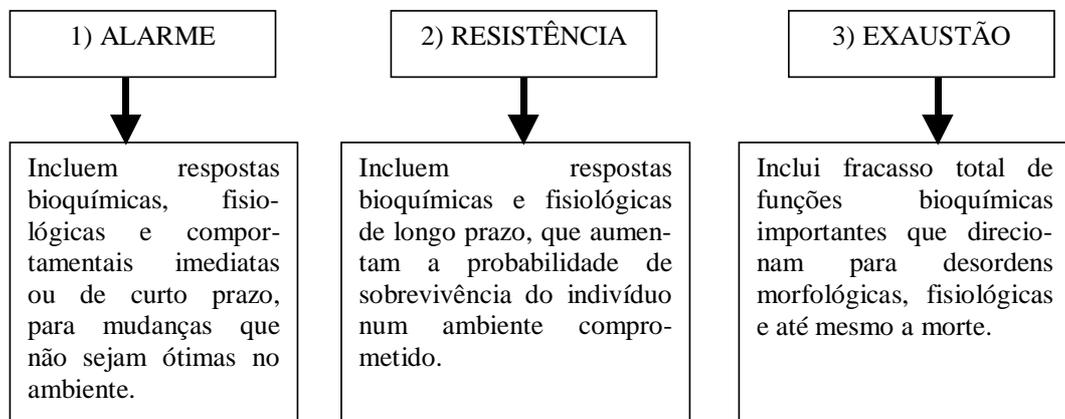 1) ALARME
Incluem respostas
bioquímicas, fisio-
lógicas e compor-
tamentais imediatas
ou de curto prazo,
para mudanças que
não sejam ótimas no
ambiente.
2) RESISTÊNCIA
Incluem respostas
bioquímicas e fisiológicas
de longo prazo, que aumen-
tam a probabilidade de
sobrevivência do indivíduo
num ambiente compro-
metido.
3) EXAUSTÃO
Inclui fracasso total de
funções bioquímicas
importantes que direcio-
nam para desordens
morfológicas, fisiológicas
e até mesmo a morte.